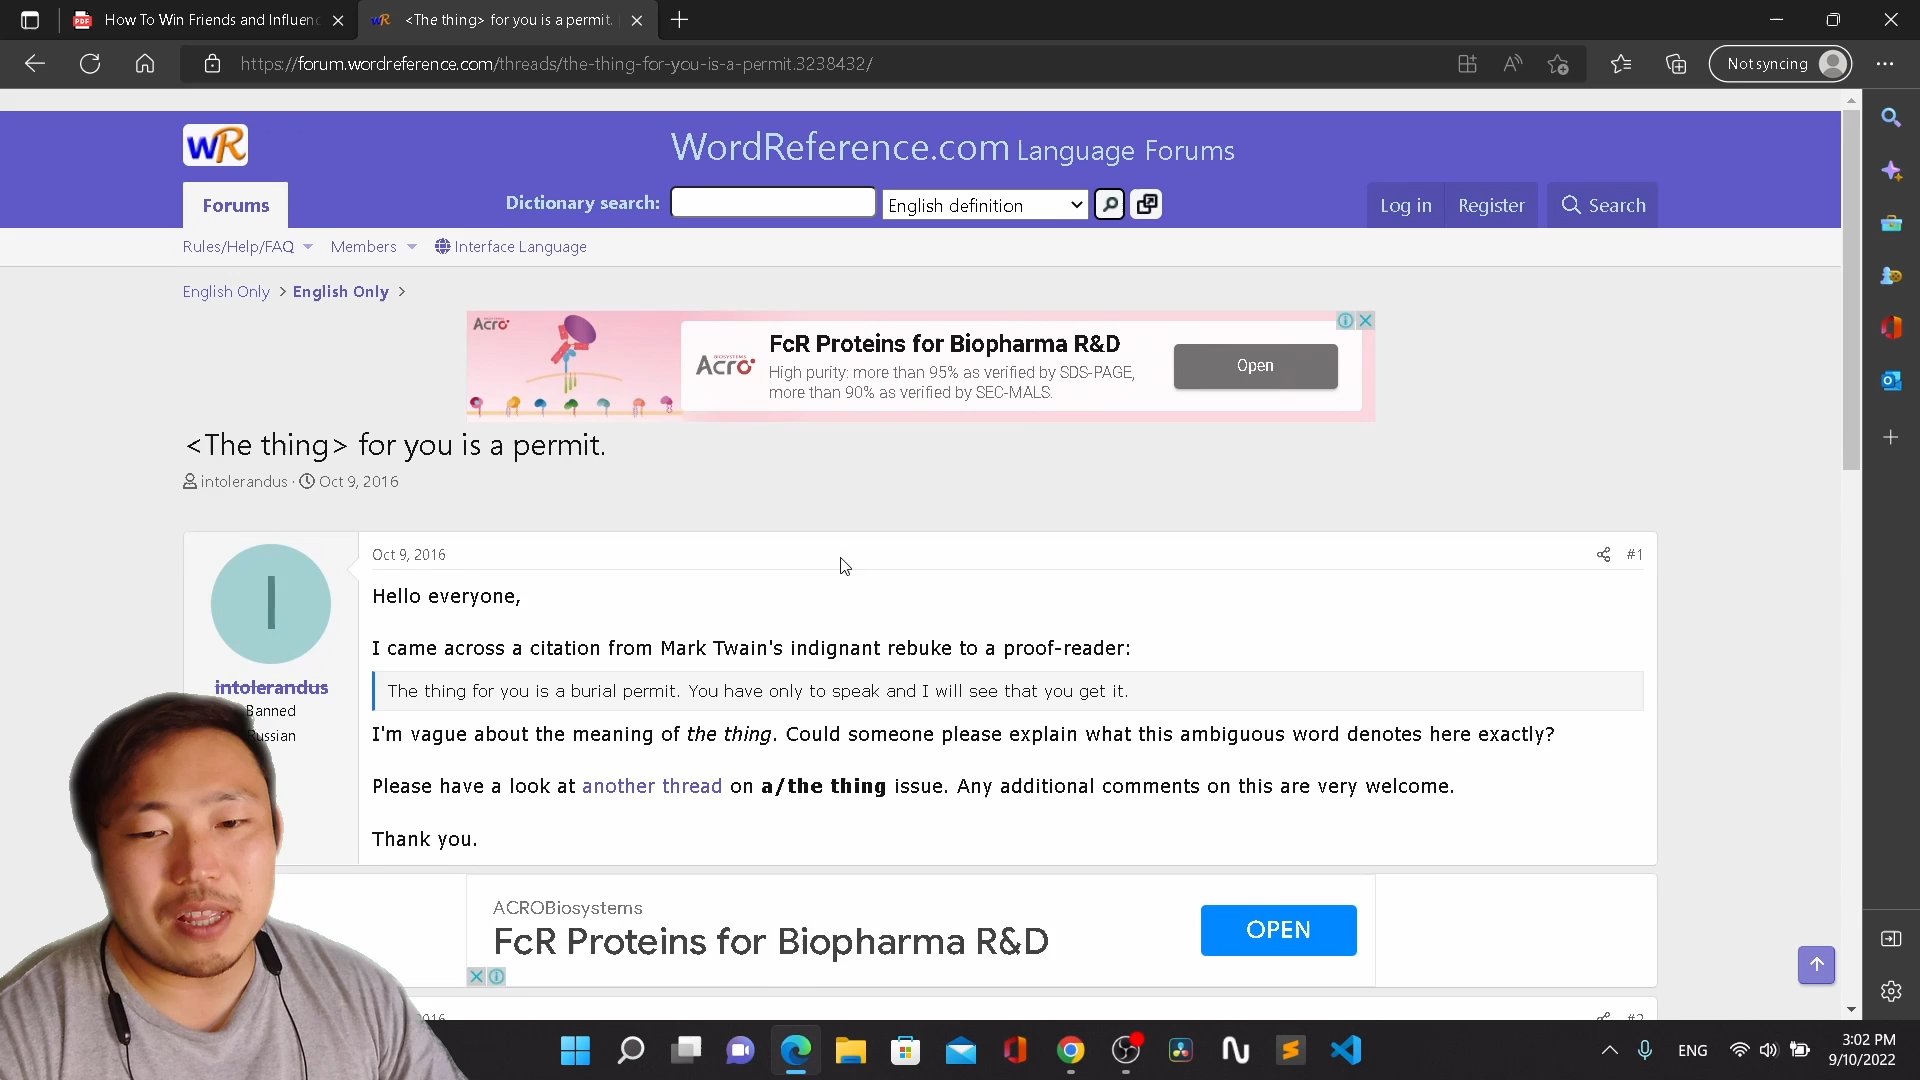 How To Win Friends and Influenc
<The thing> for you is a permit.
https://forum.wordreference.com/threads/the-thing-for-you-is-a-permit.3238432/
Not syncing
WR
WordReference.com Language Forums
Forums
Dictionary search:
English definition
Log in
Register
Search
Rules/Help/FAQ
Members
Interface Language
English Only > English Only >
Acro
Acro BIOSYSTEMS
FcR Proteins for Biopharma R&D
High purity: more than 95% as verified by SDS-PAGE,
more than 90% as verified by SEC-MALS.
Open
<The thing> for you is a permit.
intolerandus · Oct 9, 2016
I
intolerandus
Banned
Russian
Oct 9, 2016
#1
Hello everyone,
I came across a citation from Mark Twain's indignant rebuke to a proof-reader:
The thing for you is a burial permit. You have only to speak and I will see that you get it.
I'm vague about the meaning of the thing. Could someone please explain what this ambiguous word denotes here exactly?
Please have a look at another thread on a/the thing issue. Any additional comments on this are very welcome.
Thank you.
ACROBiosystems
FcR Proteins for Biopharma R&D
OPEN
2016
#2
ENG
3:02 PM
9/10/2022